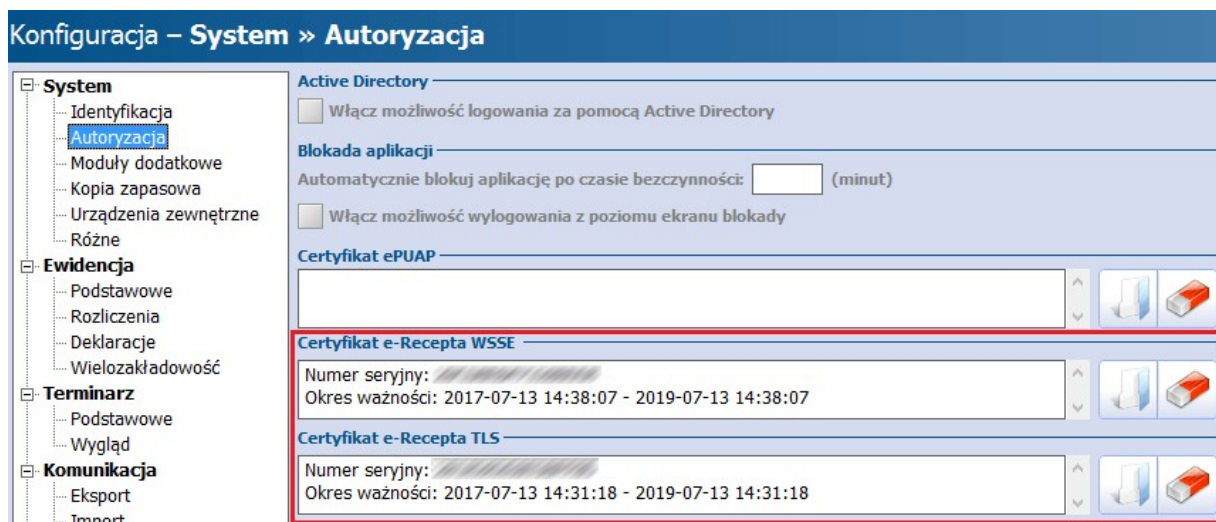 Konfiguracja – System » Autoryzacja
System
Identyfikacja
Autoryzacja
Moduły dodatkowe
Kopia zapasowa
Urządzenia zewnętrzne
Różne
Ewidencja
Podstawowe
Rozliczenia
Deklaracje
Wielozakładowość
Terminarz
Podstawowe
Wygląd
Komunikacja
Eksport
Import
Active Directory
Włącz możliwość logowania za pomocą Active Directory
Blokada aplikacji
Automatycznie blokuj aplikację po czasie bezczynności: (minut)
Włącz możliwość wylogowania z poziomu ekranu blokady
Certyfikat ePUAP
Certyfikat e-Recepta WSSE
Numer seryjny:
Okres ważności: 2017-07-13 14:38:07 - 2019-07-13 14:38:07
Certyfikat e-Recepta TLS
Numer seryjny:
Okres ważności: 2017-07-13 14:31:18 - 2019-07-13 14:31:18